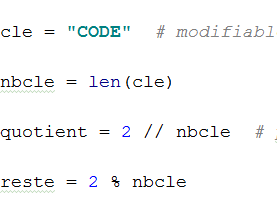 cle = "CODE" # modifiabl
nbcle = len(cle)
quotient = 2 // nbcle #
reste = 2 % nbcle